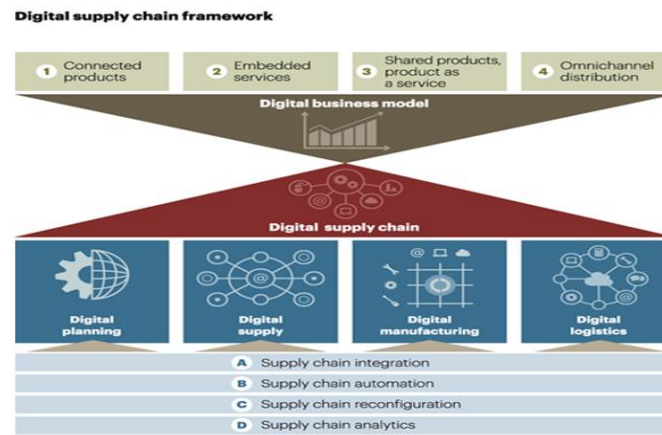 Digital supply chain framework
1 Connected
products
2 Embedded
services
3 Shared products,
product as
a service
4 Omnichannel
distribution
Digital business model
Digital supply chain
Digital
planning
Digital
supply
Digital
manufacturing
Digital
logistics
A Supply chain integration
B Supply chain automation
C Supply chain reconfiguration
D Supply chain analytics